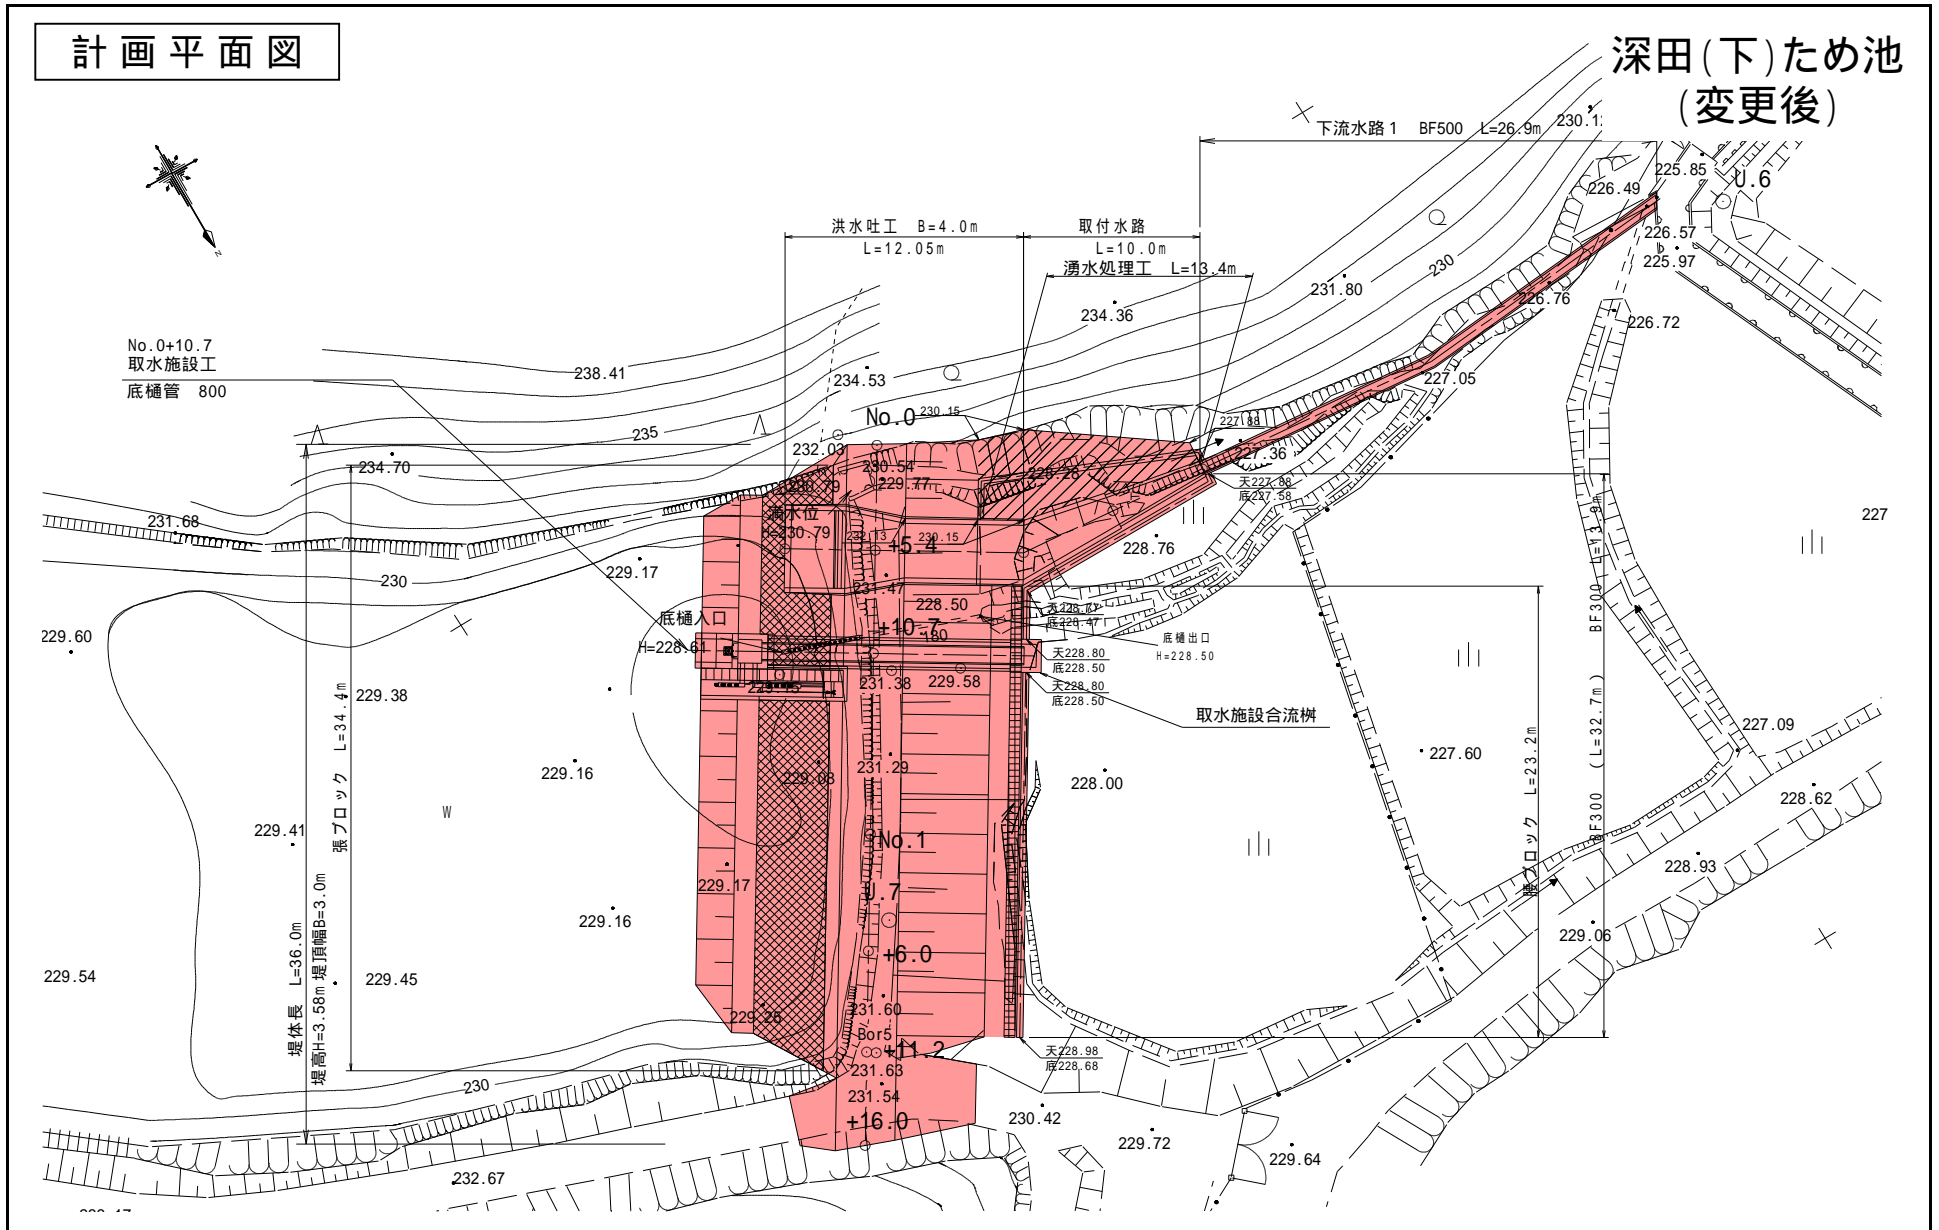 計画平面図
深田(下)ため池
(変更後)
下流水路1 BF500 L=26.9m
225.85
U.6
226.49
226.57
225.97
226.76
226.72
227.05
230
231.80
洪水吐工 B=4.0m
L=12.05m
取付水路
L=10.0m
湧水処理工 L=13.4m
234.36
No.0+10.7
取水施設工
底樋管 800
238.41
234.53
No.0
230.15
235
234.70
232.03
230.54
229.77
230.79
228.28
227.88
227.36
天227.88
底227.58
231.68
満水位
H=230.79
232.13
230.15
+5.4
228.76
227
230
229.17
231.47
228.50
+10.7
180
底樋入口
H=228.61
天228.77
底228.47
底樋出口
H=228.50
天228.80
底228.50
天228.80
底228.50
229.60
229.38
229.15
231.38
229.58
取水施設合流桝
227.09
227.60
229.16
229.08
231.29
228.00
228.62
229.41
W
No.1
229.17
U.7
228.93
229.16
+6.0
229.06
229.54
229.45
229.26
231.60
Bor5
+11.2
231.63
天228.98
底228.68
230
231.54
+16.0
230.42
229.72
229.64
232.67
張ブロック L=34.4m
堤体長 L=36.0m
堤高H=3.58m 堤頂幅B=3.0m
腰ブロック L=23.2m
BF300 (L=32.7m)
BF300 L=13.9m